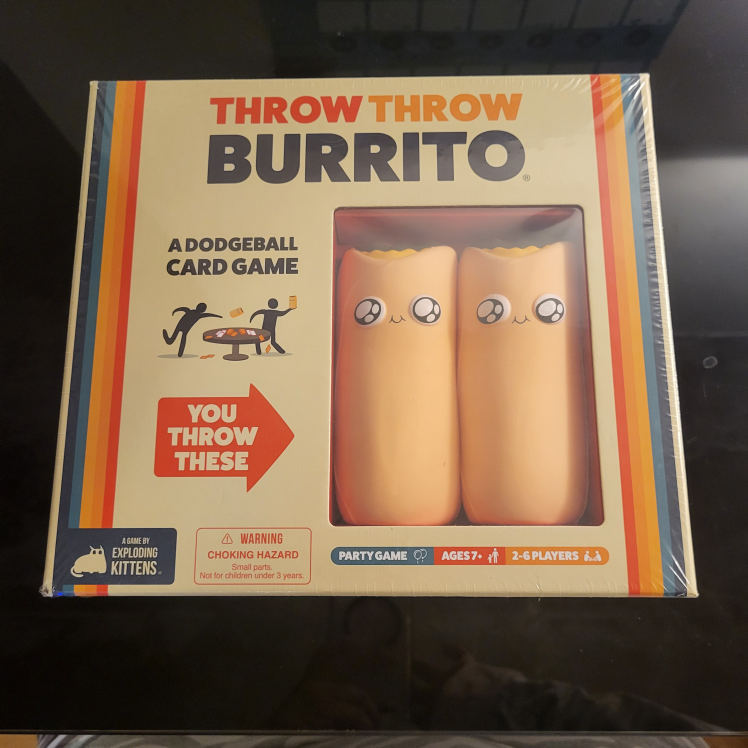 THROW THROW
BURRITO®
A DODGEBALL
CARD GAME
YOU
THROW
THESE
A GAME BY
EXPLODING
KITTENS
⚠ WARNING
CHOKING HAZARD
Small parts.
Not for children under 3 years.
PARTY GAME
AGES 7+
2-6 PLAYERS